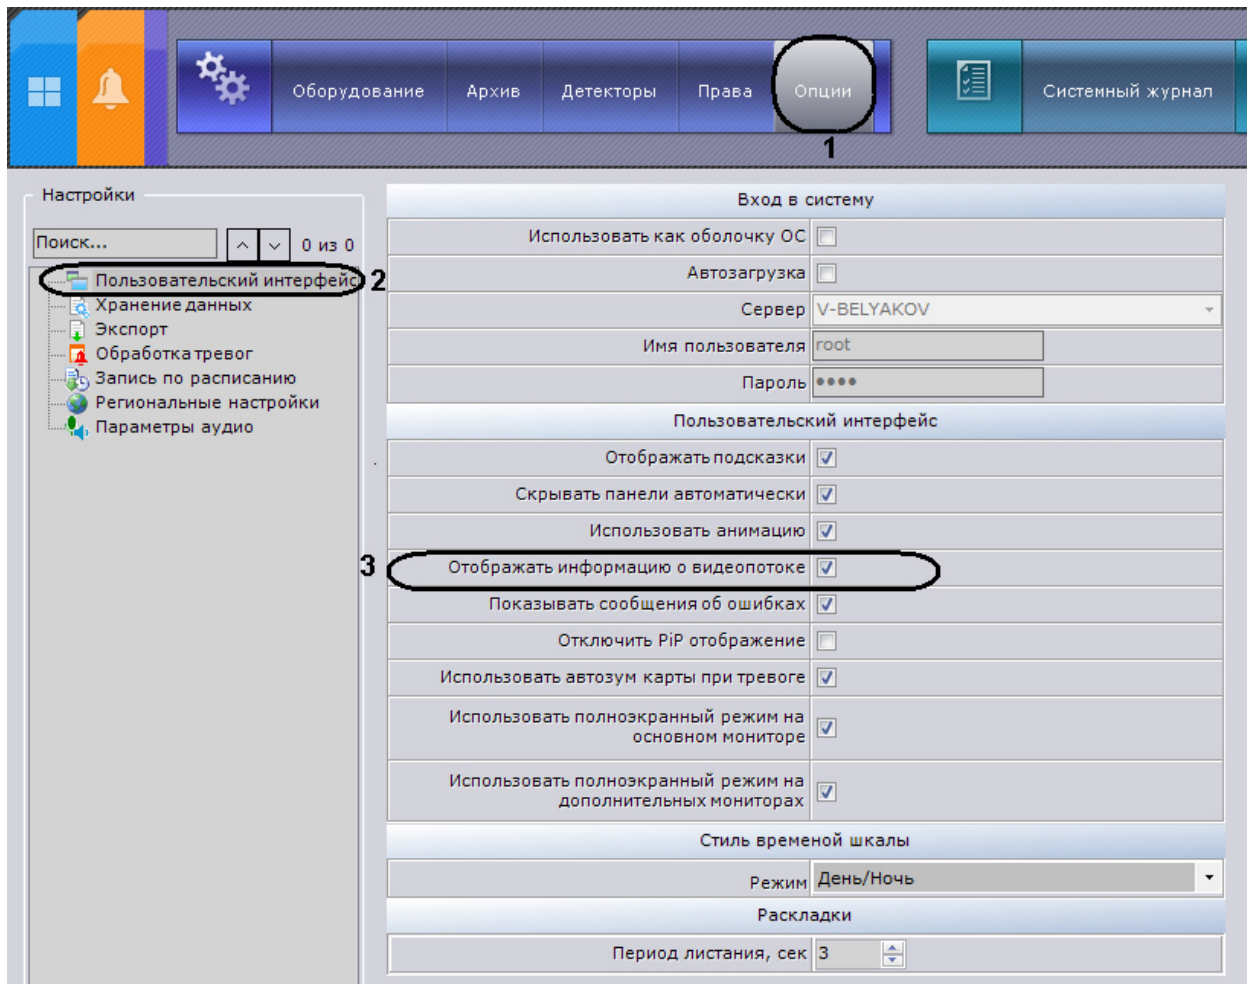 Оборудование
Архив
Детекторы
Права
Опции
Системный журнал
1
Настройки
Поиск...
0 из 0
Пользовательский интерфейс
2
Хранение данных
Экспорт
Обработка тревог
Запись по расписанию
Региональные настройки
Параметры аудио
Вход в систему
Использовать как оболочку ОС
Автозагрузка
Сервер V-BELYAKOV
Имя пользователя root
Пароль ••••
Пользовательский интерфейс
Отображать подсказки
Скрывать панели автоматически
Использовать анимацию
3
Отображать информацию о видеопотоке
Показывать сообщения об ошибках
Отключить PiP отображение
Использовать автозум карты при тревоге
Использовать полноэкранный режим на
основном мониторе
Использовать полноэкранный режим на
дополнительных мониторах
Стиль временой шкалы
Режим День/Ночь
Раскладки
Период листания, сек 3